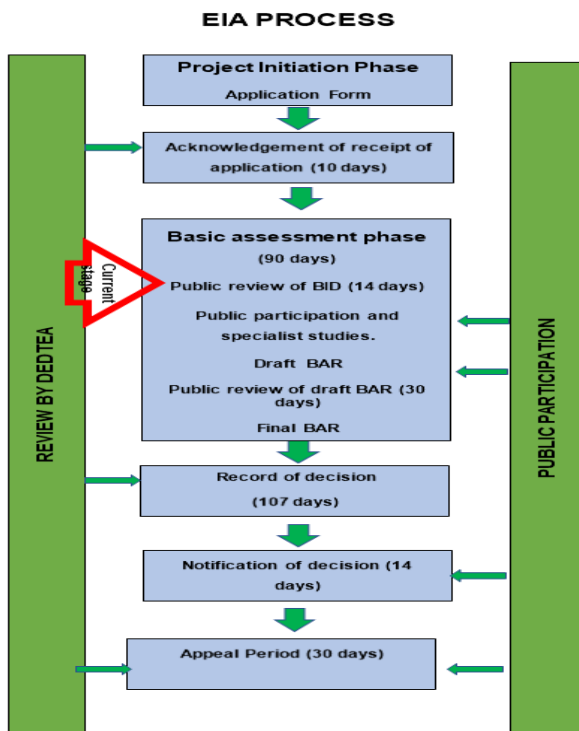 EIA PROCESS
Project Initiation Phase
Application Form
Acknowledgement of receipt of
application (10 days)
Basic assessment phase
(90 days)
Public review of BID (14 days)
Public participation and
specialist studies.
Draft BAR
Public review of draft BAR (30
days)
Final BAR
Record of decision
(107 days)
Notification of decision (14
days)
Appeal Period (30 days)
Current
stage
REVIEW BY DEDTEA
PUBLIC PARTICIPATION